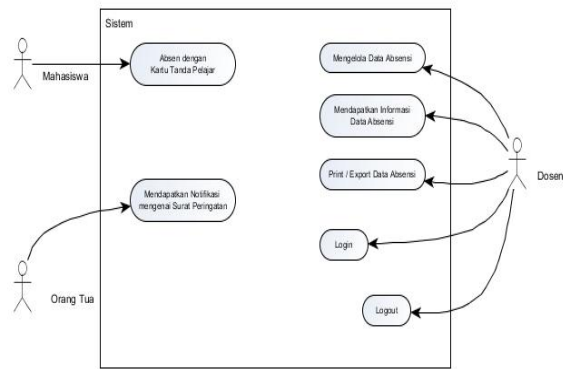 Sistem
Absen dengan
Kartu Tanda Pelajar
Mahasiswa
Mendapatkan Notifikasi
mengenai Surat Peringatan
Orang Tua
Mengelola Data Absensi
Mendapatkan Informasi
Data Absensi
Print / Export Data Absensi
Login
Logout
Dosen